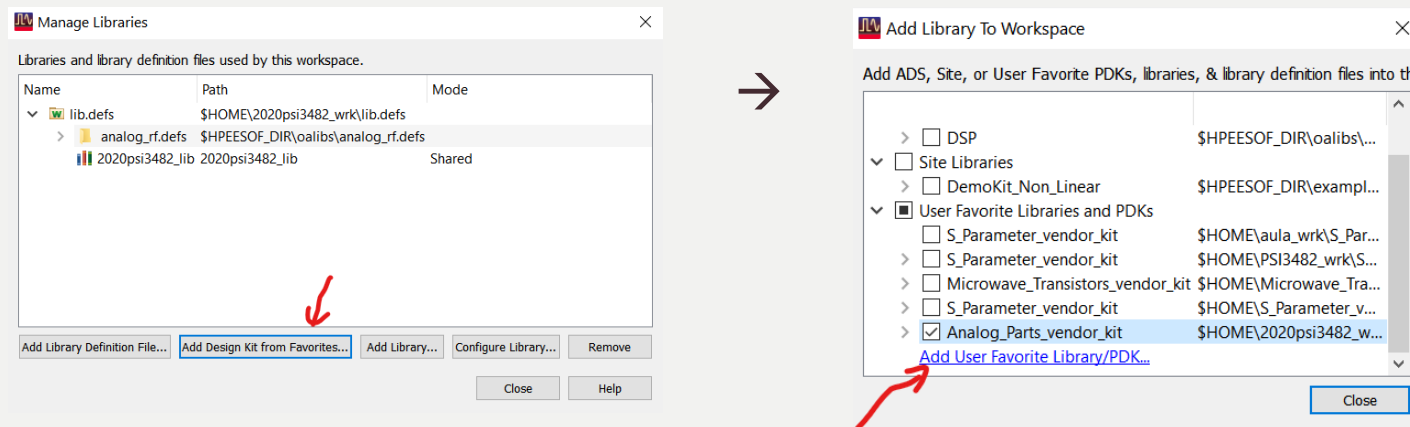 Manage Libraries
Libraries and library definition files used by this workspace.
Name Path Mode
lib.defs $HOME\2020psi3482_wrk\lib.defs
analog_rf.defs $HPEESOF_DIR\oalibs\analog_rf.defs
2020psi3482_lib 2020psi3482_lib Shared
Add Library Definition File... Add Design Kit from Favorites... Add Library... Configure Library... Remove
Close Help
→
Add Library To Workspace
Add ADS, Site, or User Favorite PDKs, libraries, & library definition files into th
DSP $HPEESOF_DIR\oalibs\...
Site Libraries
DemoKit_Non_Linear $HPEESOF_DIR\exampl...
User Favorite Libraries and PDKs
S_Parameter_vendor_kit $HOME\aula_wrk\S_Par...
S_Parameter_vendor_kit $HOME\PSI3482_wrk\S...
Microwave_Transistors_vendor_kit $HOME\Microwave_Tra...
S_Parameter_vendor_kit $HOME\S_Parameter_v...
Analog_Parts_vendor_kit $HOME\2020psi3482_w...
Add User Favorite Library/PDK...
Close